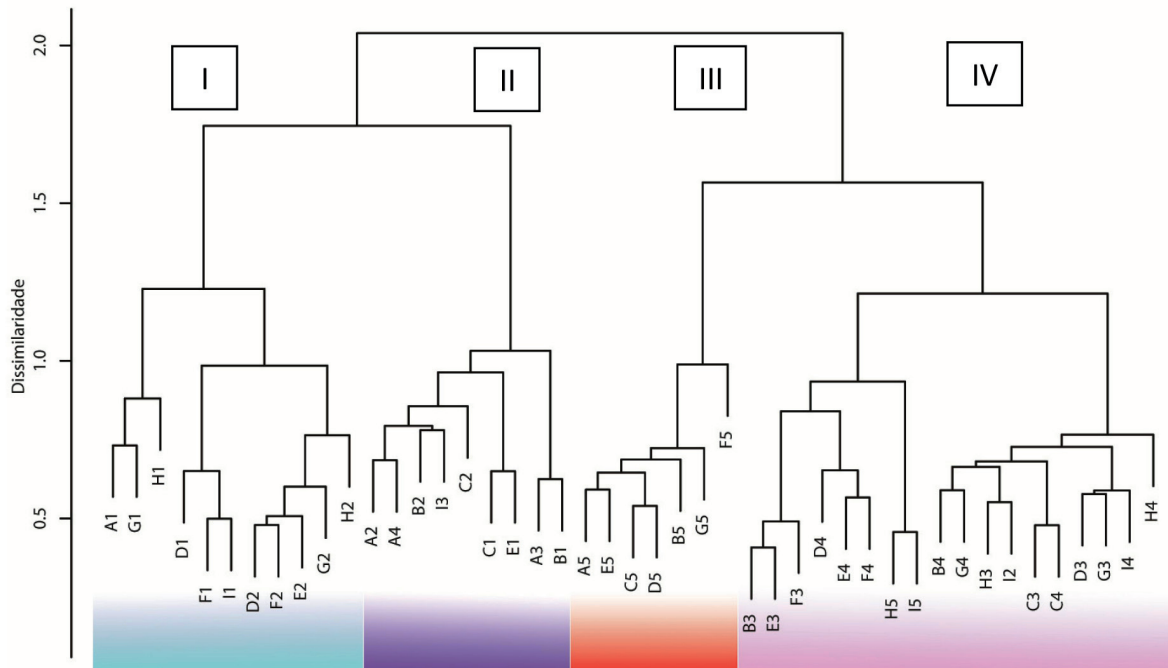 I
II
III
IV
Dissimilaridade
2.0
1.5
1.0
0.5
A1
G1
H1
D1
F1
I1
D2
F2
E2
G2
H2
A2
A4
B2
I3
C2
C1
E1
A3
B1
A5
E5
C5
D5
B5
G5
F5
B3
E3
F3
D4
E4
F4
H5
I5
B4
G4
H3
I2
C3
C4
D3
G3
I4
H4